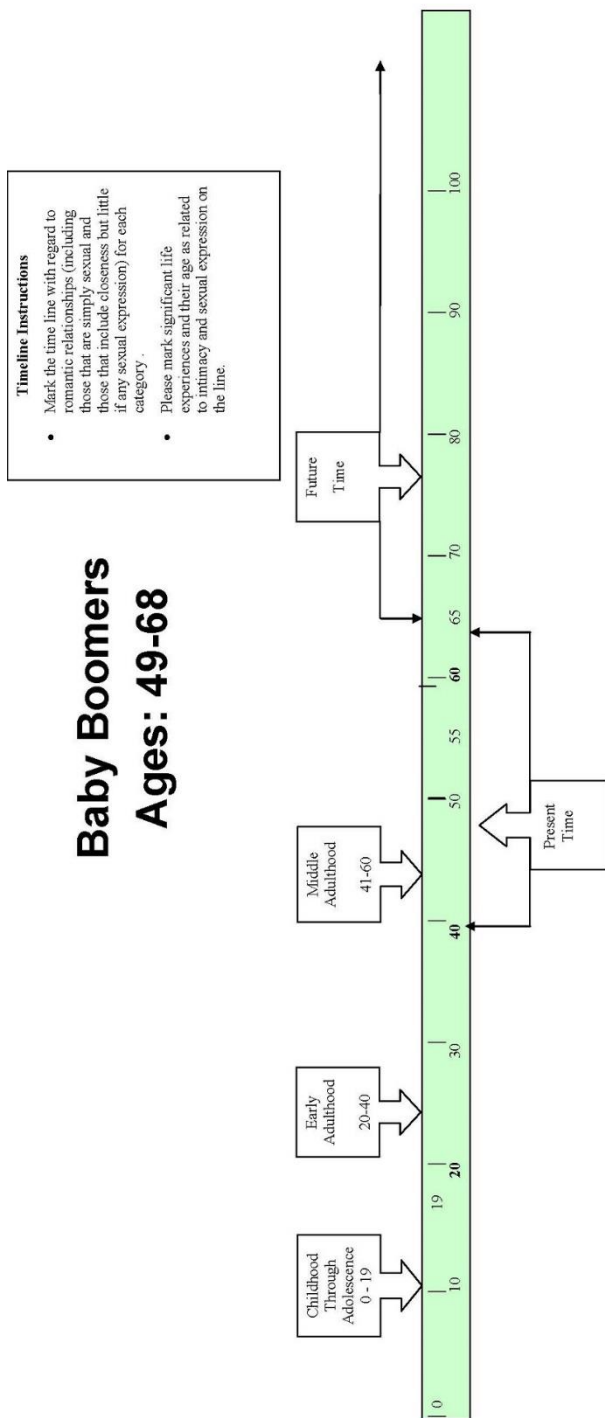 Baby Boomers
Ages: 49-68
Timeline Instructions
• Mark the time line with regard to
romantic relationships (including
those that are simply sexual and
those that include closeness but little
if any sexual expression) for each
category .
• Please mark significant life
experiences and their age as related
to intimacy and sexual expression on
the line.
Childhood
Through
Adolescence
0 - 19
Early
Adulthood
20-40
Middle
Adulthood
41-60
Future
Time
0 10 19 20 30 40 50 55 60 65 70 80 90 100
Present
Time